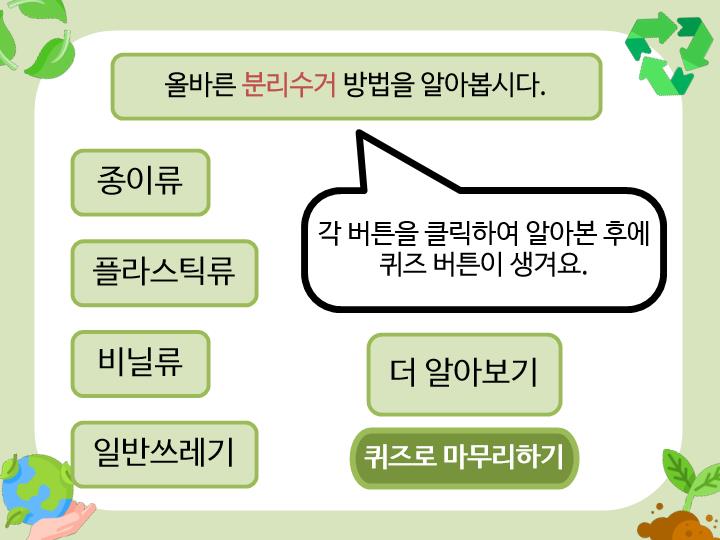 올바른 분리수거 방법을 알아봅시다.
종이류
각 버튼을 클릭하여 알아본 후에
퀴즈 버튼이 생겨요.
플라스틱류
비닐류
더 알아보기
일반쓰레기
퀴즈로 마무리하기